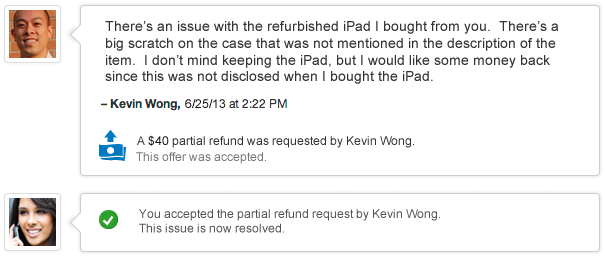 There's an issue with the refurbished iPad I bought from you.  There's a
big scratch on the case that was not mentioned in the description of the
item.  I don't mind keeping the iPad, but I would like some money back
since this was not disclosed when I bought the iPad.
– Kevin Wong, 6/25/13 at 2:22 PM
A $40 partial refund was requested by Kevin Wong.
This offer was accepted.
You accepted the partial refund request by Kevin Wong.
This issue is now resolved.